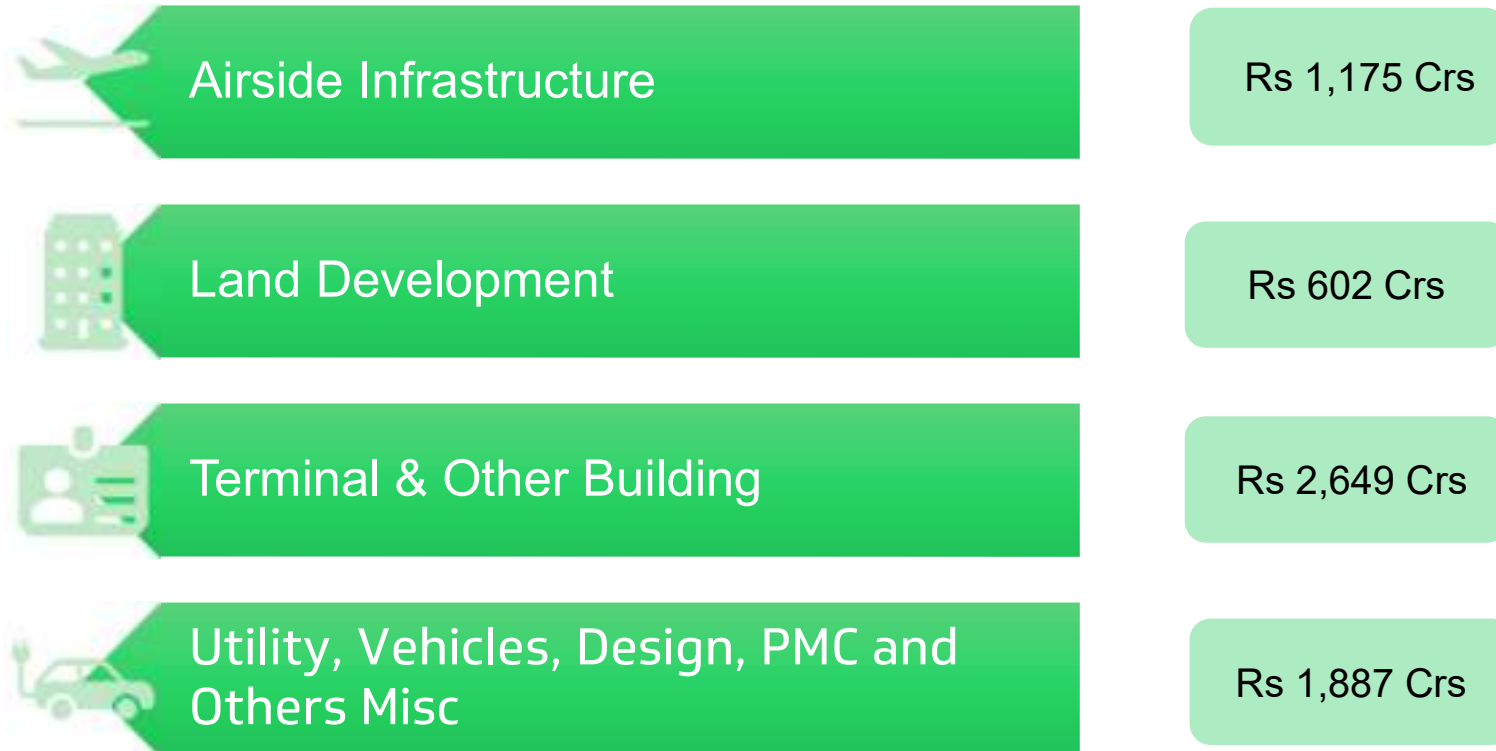 Airside Infrastructure
Rs 1,175 Crs
Land Development
Rs 602 Crs
Terminal & Other Building
Rs 2,649 Crs
Utility, Vehicles, Design, PMC and
Others Misc
Rs 1,887 Crs